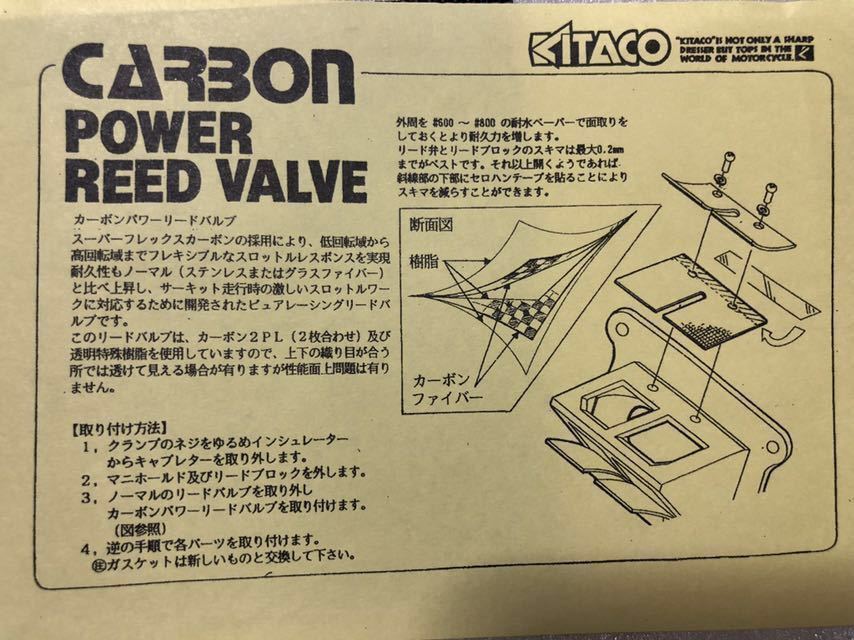 CARBON
POWER
REED VALVE
KITACO
"KITACO" IS NOT ONLY A SHARP
DRESSER BUT TOPS IN THE
WORLD OF MOTORCYCLE.
カーボンパワーリードバルブ
スーパーフレックスカーボンの採用により、低回転域から
高回転域までフレキシブルなスロットルレスポンスを実現
耐久性もノーマル（ステンレスまたはグラスファイバー）
と比べ上昇し、サーキット走行時の激しいスロットルワー
クに対応するために開発されたピュアレーシングリードバ
ルブです。
このリードバルブは、カーボン２ＰＬ（２枚合わせ）及び
透明特殊樹脂を使用していますので、上下の織り目が合う
所では透けて見える場合が有りますが性能面上問題は有り
ません。
【取り付け方法】
１，クランプのネジをゆるめインシュレーター
からキャブレターを取り外します。
２，マニホールド及びリードブロックを外します。
３，ノーマルのリードバルブを取り外し
カーボンパワーリードバルブを取り付けます。
（図参照）
４，逆の手順で各パーツを取り付けます。
㊟ガスケットは新しいものと交換して下さい。
外周を #600 ～ #800 の耐水ペーパーで面取りを
しておくとより耐久力を増します。
リード弁とリードブロックのスキマは最大0.2mm
までがベストです。それ以上開くようであれば、
斜線部の下部にセロハンテープを貼ることにより
スキマを減らすことができます。
断面図
樹脂
カーボン
ファイバー